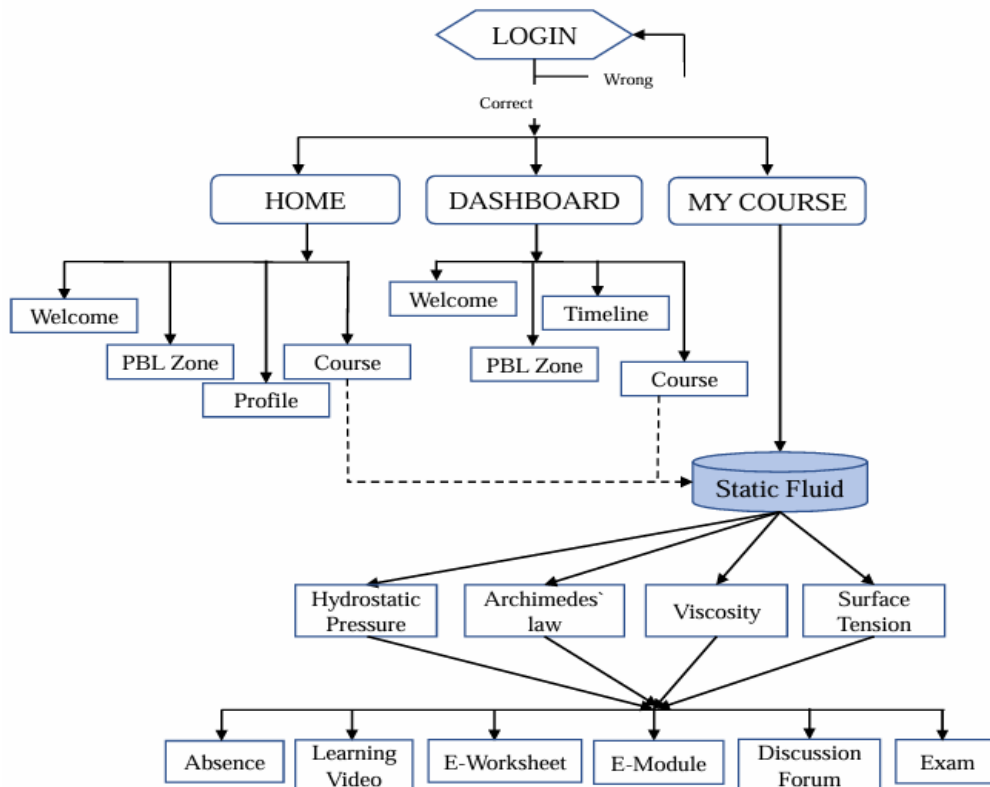 LOGIN
Wrong
Correct
HOME
DASHBOARD
MY COURSE
Welcome
PBL Zone
Profile
Course
Welcome
Timeline
PBL Zone
Course
Static Fluid
Hydrostatic
Pressure
Archimedes`
law
Viscosity
Surface
Tension
Absence
Learning
Video
E-Worksheet
E-Module
Discussion
Forum
Exam